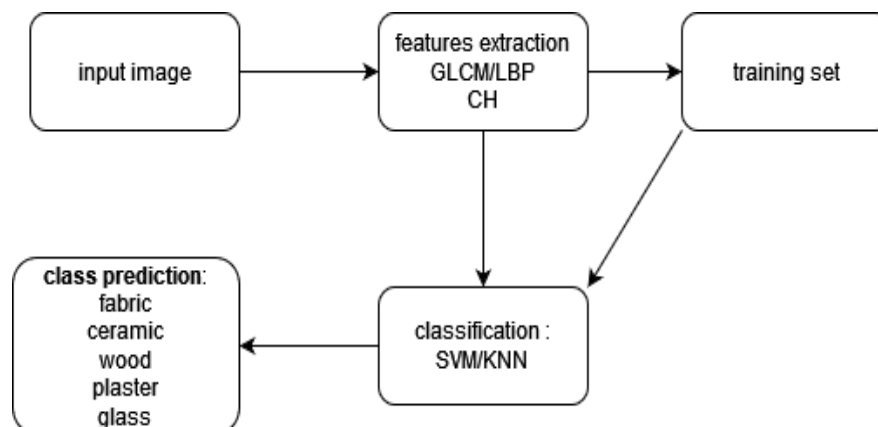 input image
features extraction
GLCM/LBP
CH
training set
class prediction:
fabric
ceramic
wood
plaster
glass
classification :
SVM/KNN